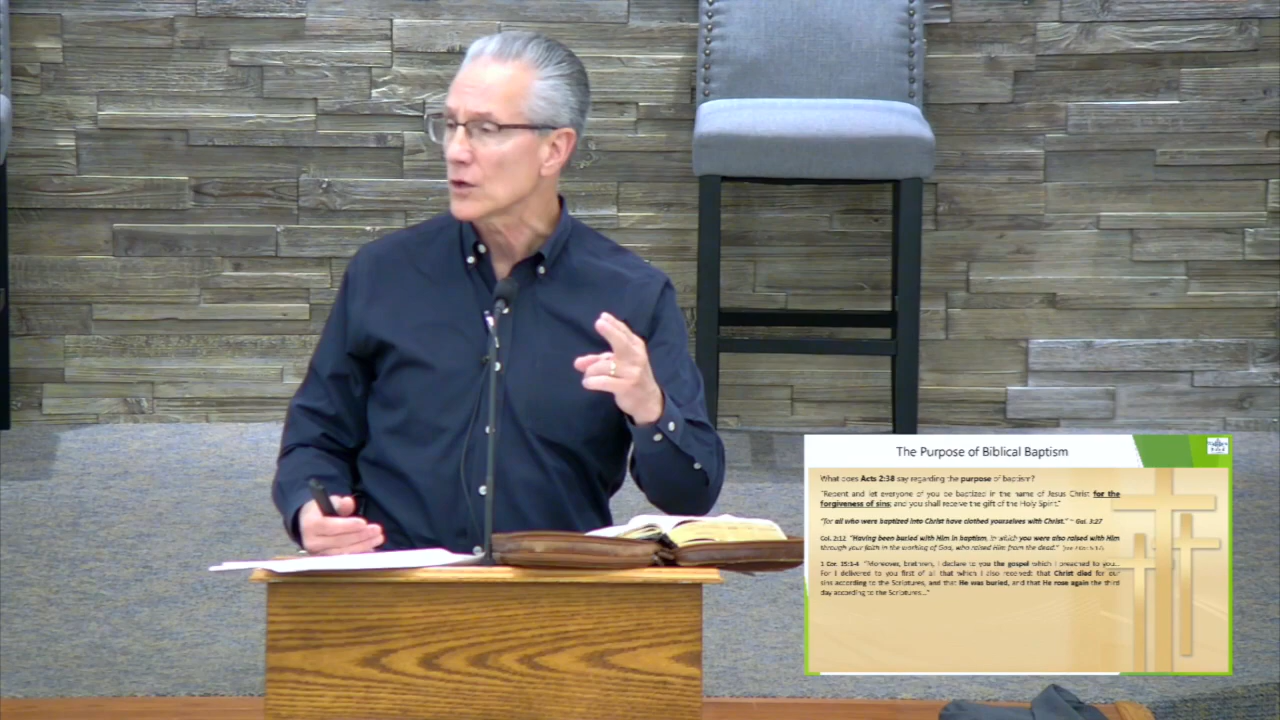 The Purpose of Biblical Baptism
What does Acts 2:38 say regarding the purpose of baptism?
"Repent and let everyone of you be baptized in the name of Jesus Christ for the
forgiveness of sins; and you shall receive the gift of the Holy Spirit."
"for all who were baptized into Christ have clothed yourselves with Christ." ~ Gal. 3:27
Col. 2:12 "Having been buried with Him in baptism, in which you were also raised with Him
through your faith in the working of God, who raised Him from the dead."
1 Cor. 15:1-4 "Moreover, brethren, I declare to you the gospel which I preached to you...
For I delivered to you first of all that which I also received: that Christ died for our
sins according to the Scriptures, and that He was buried, and that He rose again the third
day according to the Scriptures..."